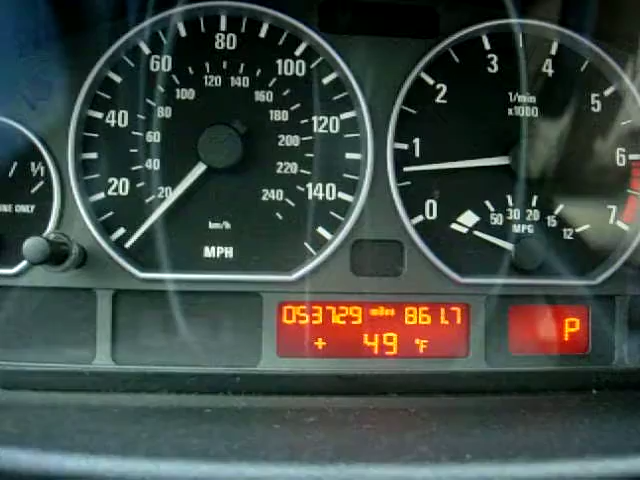 80
60 100
120 140
100 160
40 80 180 120
60 200
40 220
20 20 240 140
km/h
MPH
3 4
2 5
1/min
x1000
1 6
0 7
50 30 20 15 12
MPG
1/1
053729 861.7
+ 49 °F
P